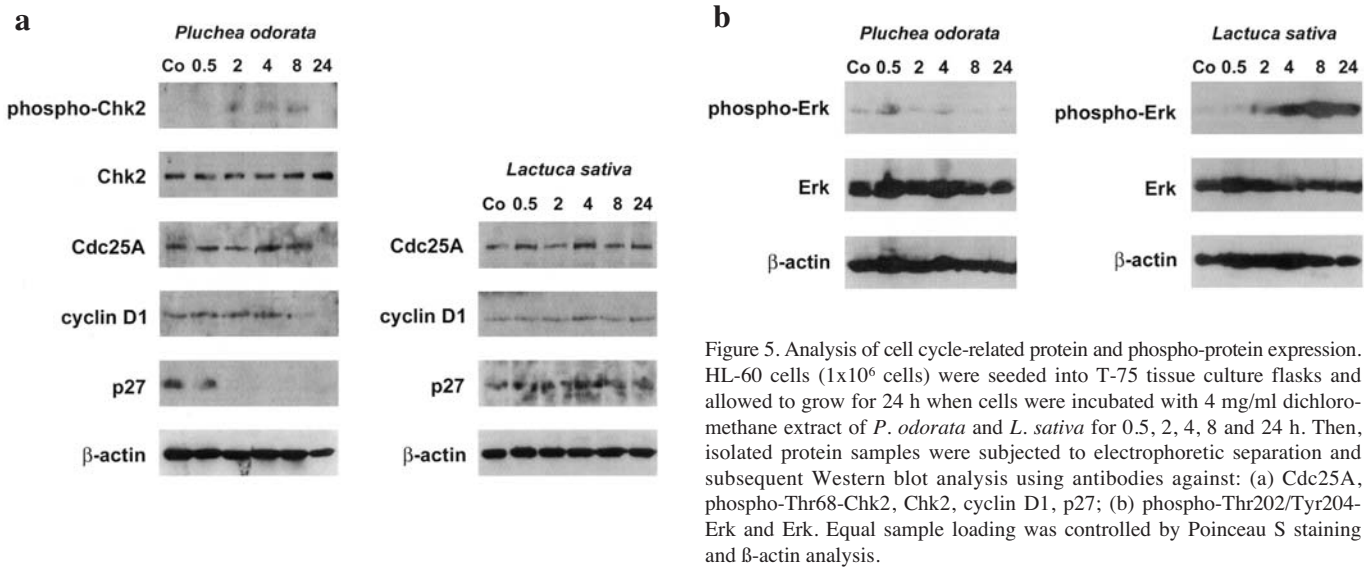 a
Pluchea odorata
Co 0.5 2 4 8 24
phospho-Chk2
Chk2
Cdc25A
cyclin D1
p27
β-actin
Lactuca sativa
Co 0.5 2 4 8 24
Cdc25A
cyclin D1
p27
β-actin
b
Pluchea odorata
Co 0.5 2 4 8 24
phospho-Erk
Erk
β-actin
Lactuca sativa
Co 0.5 2 4 8 24
phospho-Erk
Erk
β-actin
Figure 5. Analysis of cell cycle-related protein and phospho-protein expression.
HL-60 cells (1x10⁶ cells) were seeded into T-75 tissue culture flasks and
allowed to grow for 24 h when cells were incubated with 4 mg/ml dichloro-
methane extract of P. odorata and L. sativa for 0.5, 2, 4, 8 and 24 h. Then,
isolated protein samples were subjected to electrophoretic separation and
subsequent Western blot analysis using antibodies against: (a) Cdc25A,
phospho-Thr68-Chk2, Chk2, cyclin D1, p27; (b) phospho-Thr202/Tyr204-
Erk and Erk. Equal sample loading was controlled by Poinceau S staining
and ß-actin analysis.